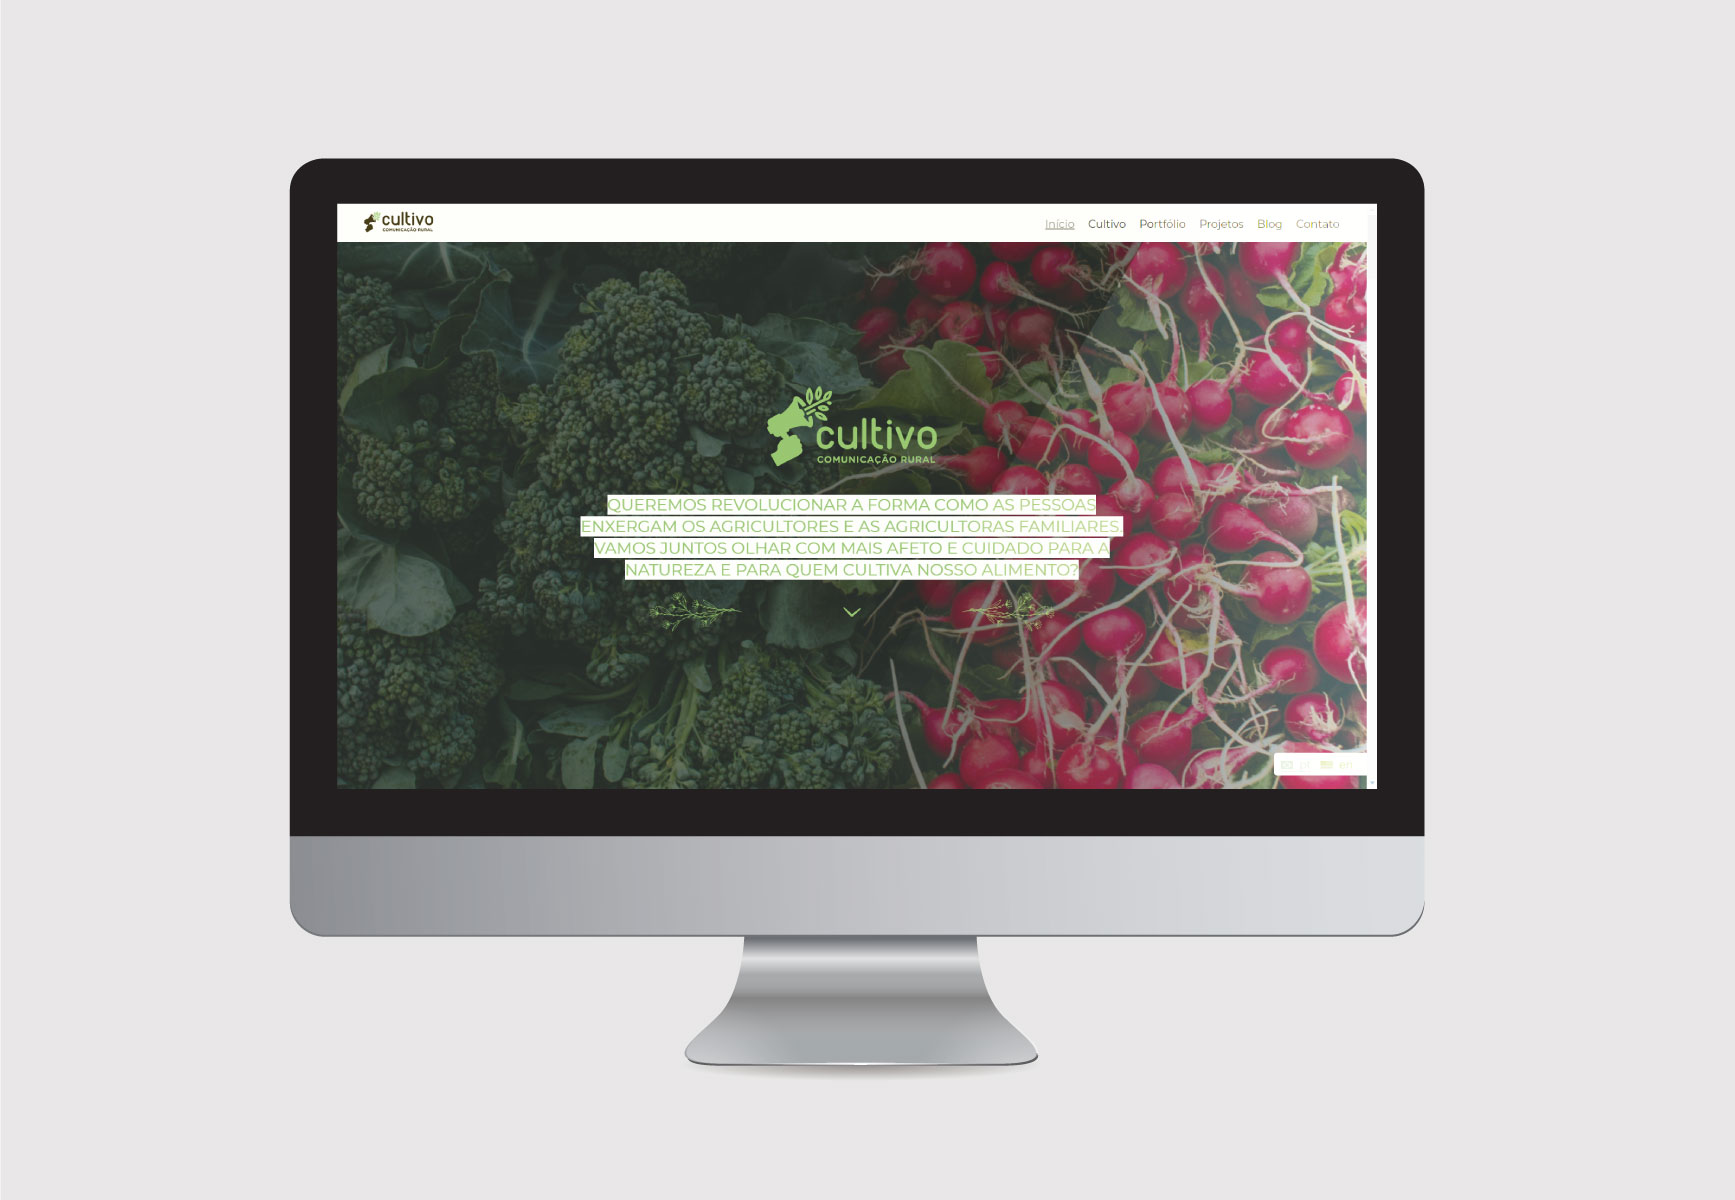 cultivo
COMUNICAÇÃO RURAL
Início Cultivo Portfólio Projetos Blog Contato
cultivo
COMUNICAÇÃO RURAL
QUEREMOS REVOLUCIONAR A FORMA COMO AS PESSOAS
ENXERGAM OS AGRICULTORES E AS AGRICULTORAS FAMILIARES.
VAMOS JUNTOS OLHAR COM MAIS AFETO E CUIDADO PARA A
NATUREZA E PARA QUEM CULTIVA NOSSO ALIMENTO?
pt en